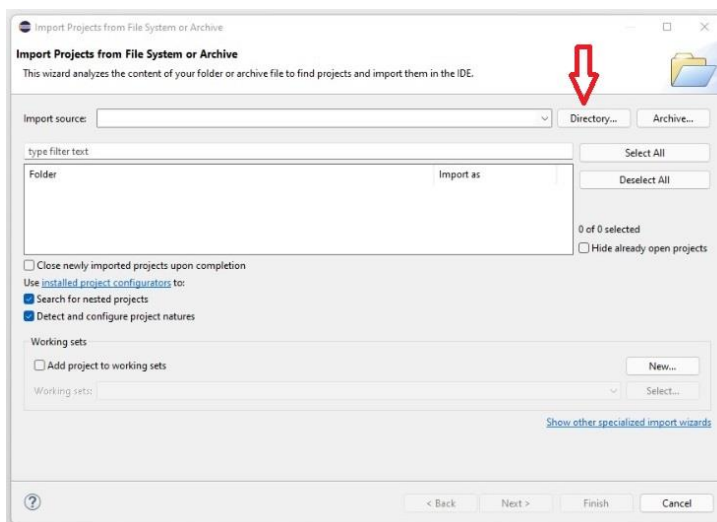 Import Projects from File System or Archive
Import Projects from File System or Archive
This wizard analyzes the content of your folder or archive file to find projects and import them in the IDE.
Import source: Directory... Archive...
type filter text Select All
Folder Import as Deselect All
0 of 0 selected
Hide already open projects
Close newly imported projects upon completion
Use installed project configurators to:
Search for nested projects
Detect and configure project natures
Working sets
Add project to working sets New...
Working sets: Select...
Show other specialized import wizards
? < Back Next > Finish Cancel